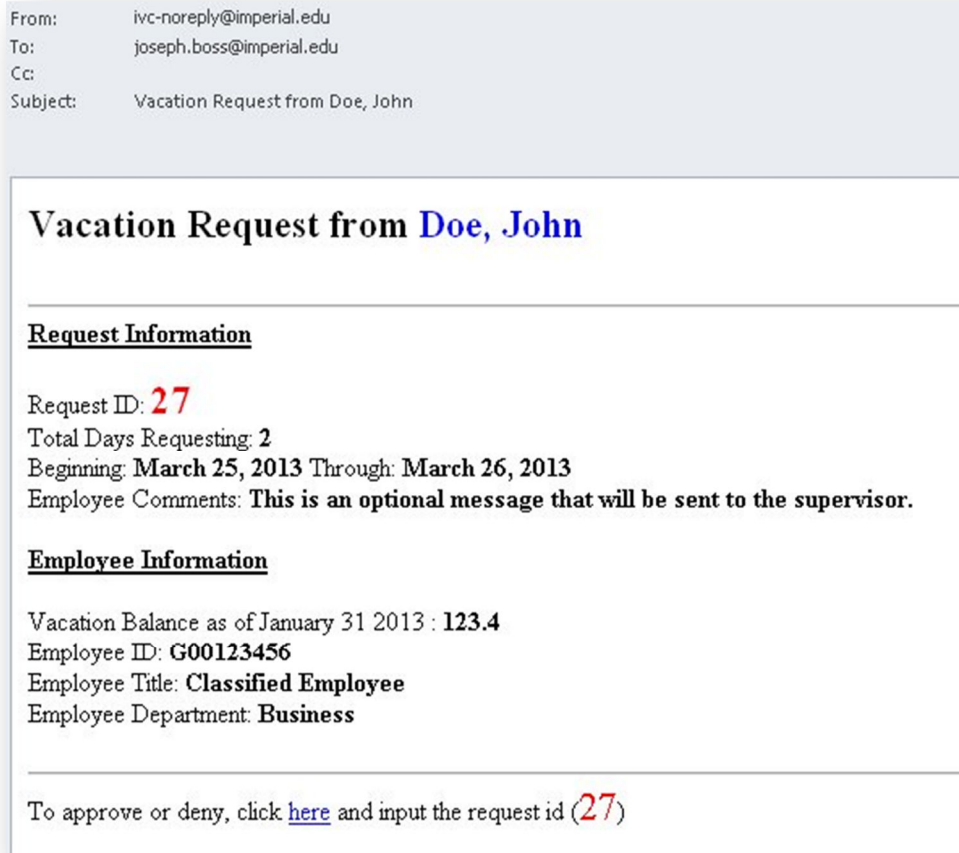 From: ivc-noreply@imperial.edu
To: joseph.boss@imperial.edu
Cc:
Subject: Vacation Request from Doe, John
Vacation Request from Doe, John
Request Information
Request ID: 27
Total Days Requesting: 2
Beginning: March 25, 2013 Through: March 26, 2013
Employee Comments: This is an optional message that will be sent to the supervisor.
Employee Information
Vacation Balance as of January 31 2013 : 123.4
Employee ID: G00123456
Employee Title: Classified Employee
Employee Department: Business
To approve or deny, click here and input the request id (27)